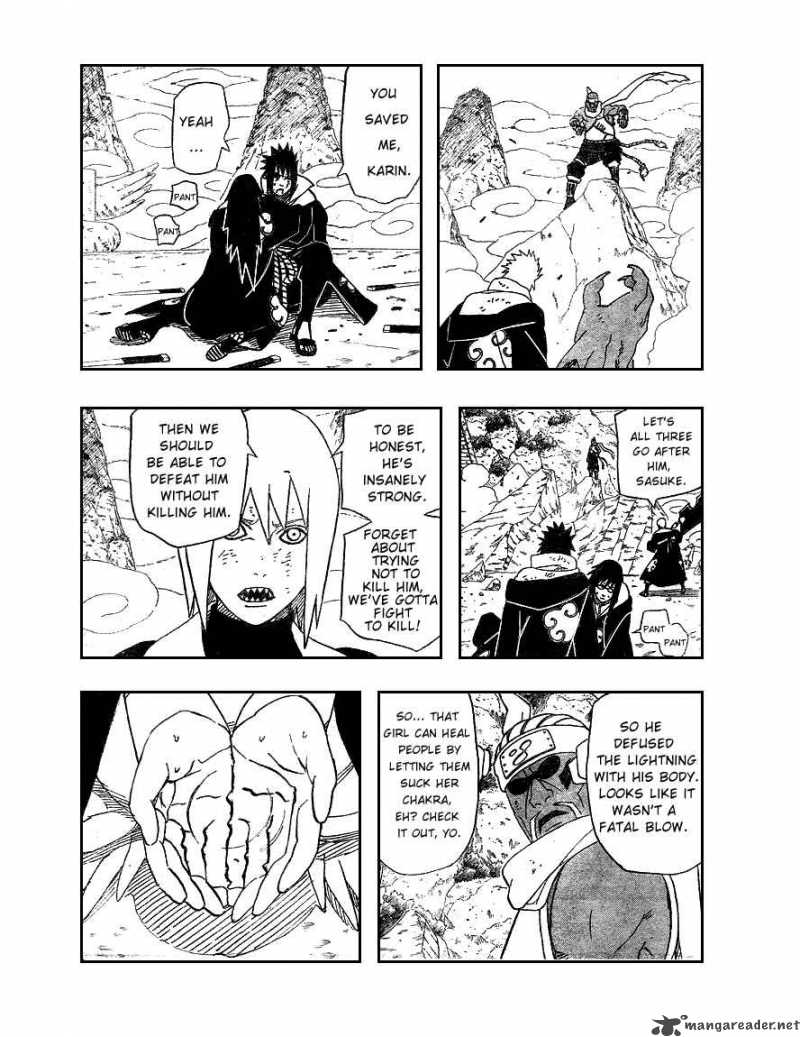 YOU
SAVED
ME,
KARIN.
YEAH
...
PANT
PANT
LET'S
ALL THREE
GO AFTER
HIM,
SASUKE.
PANT
PANT
TO BE
HONEST,
HE'S
INSANELY
STRONG.
FORGET
ABOUT
TRYING
NOT TO
KILL HIM,
WE'VE GOTTA
FIGHT
TO KILL!
THEN WE
SHOULD
BE ABLE TO
DEFEAT HIM
WITHOUT
KILLING HIM.
SO HE
DEFUSED
THE LIGHTNING
WITH HIS BODY.
LOOKS LIKE IT
WASN'T A
FATAL BLOW.
SO... THAT
GIRL CAN HEAL
PEOPLE BY
LETTING THEM
SUCK HER
CHAKRA,
EH? CHECK
IT OUT, YO.
mangareader.net